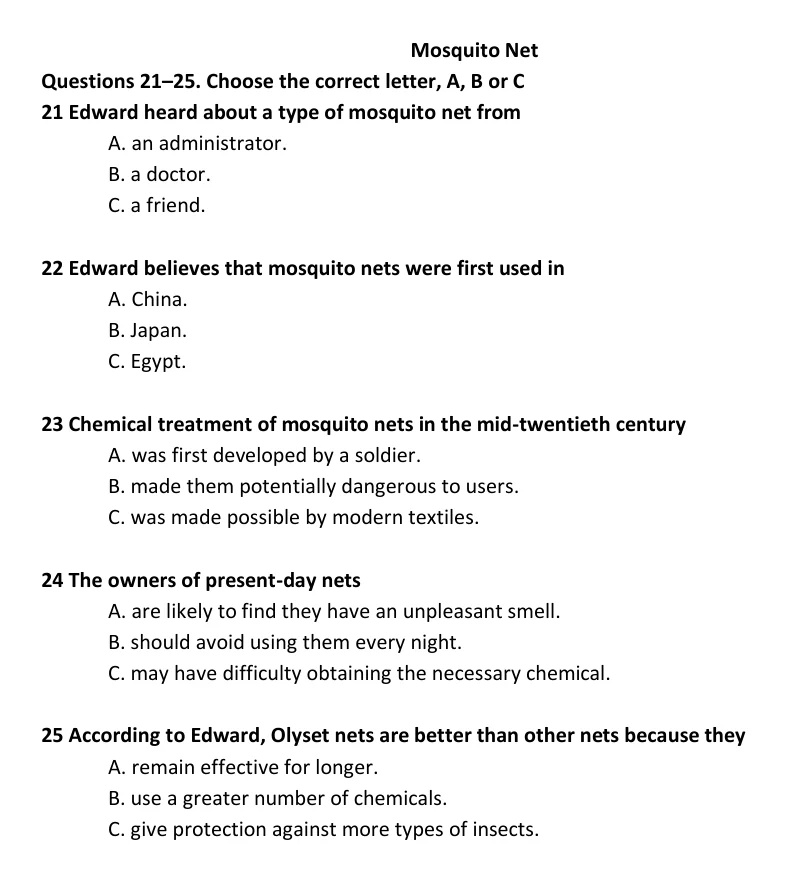 Mosquito Net
Questions 21–25. Choose the correct letter, A, B or C
21 Edward heard about a type of mosquito net from
A. an administrator.
B. a doctor.
C. a friend.
22 Edward believes that mosquito nets were first used in
A. China.
B. Japan.
C. Egypt.
23 Chemical treatment of mosquito nets in the mid-twentieth century
A. was first developed by a soldier.
B. made them potentially dangerous to users.
C. was made possible by modern textiles.
24 The owners of present-day nets
A. are likely to find they have an unpleasant smell.
B. should avoid using them every night.
C. may have difficulty obtaining the necessary chemical.
25 According to Edward, Olyset nets are better than other nets because they
A. remain effective for longer.
B. use a greater number of chemicals.
C. give protection against more types of insects.